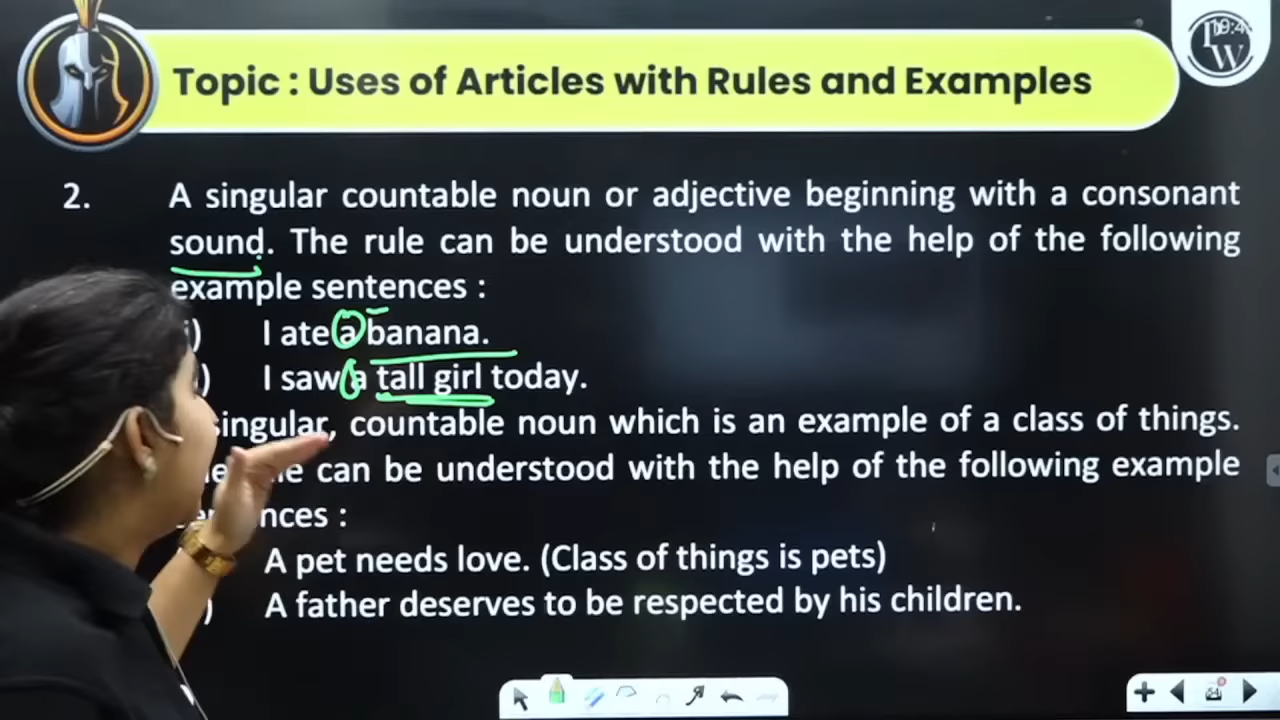 Topic : Uses of Articles with Rules and Examples
2. A singular countable noun or adjective beginning with a consonant
sound. The rule can be understood with the help of the following
example sentences :
I ate a banana.
I saw a tall girl today.
singular, countable noun which is an example of a class of things.
can be understood with the help of the following example
A pet needs love. (Class of things is pets)
A father deserves to be respected by his children.